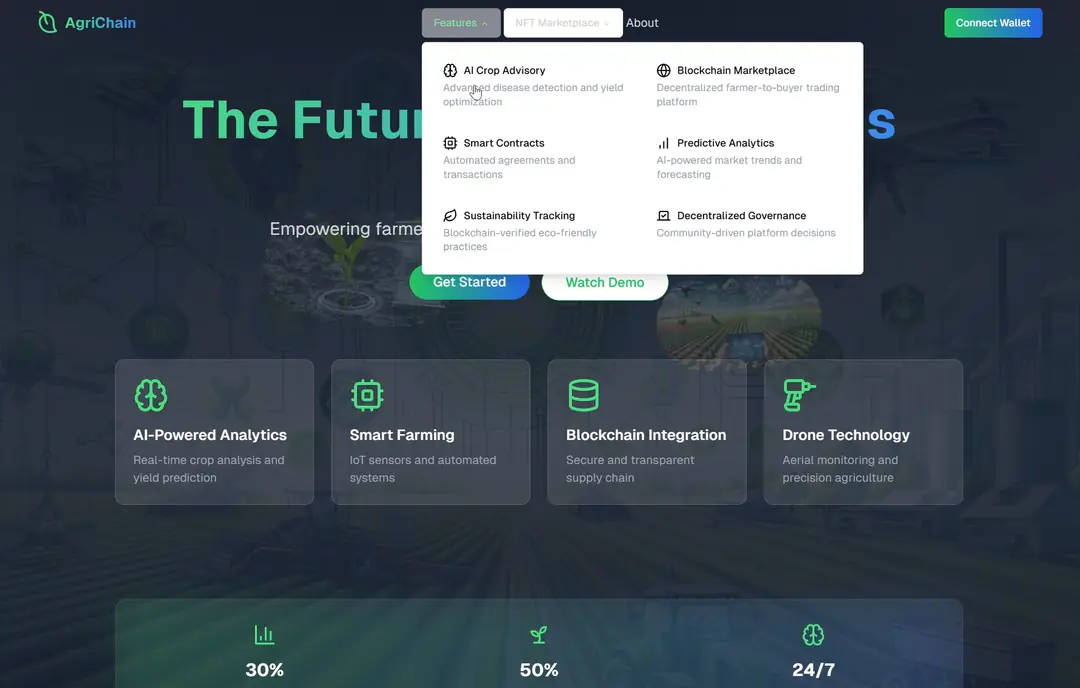 AgriChain
Features
NFT Marketplace
About
Connect Wallet
AI Crop Advisory
Advanced disease detection and yield
optimization
Blockchain Marketplace
Decentralized farmer-to-buyer trading
platform
Smart Contracts
Automated agreements and
transactions
Predictive Analytics
AI-powered market trends and
forecasting
Sustainability Tracking
Blockchain-verified eco-friendly
practices
Decentralized Governance
Community-driven platform decisions
The
Empowering
Get Started
Watch Demo
AI-Powered Analytics
Real-time crop analysis and
yield prediction
Smart Farming
IoT sensors and automated
systems
Blockchain Integration
Secure and transparent
supply chain
Drone Technology
Aerial monitoring and
precision agriculture
30%
50%
24/7